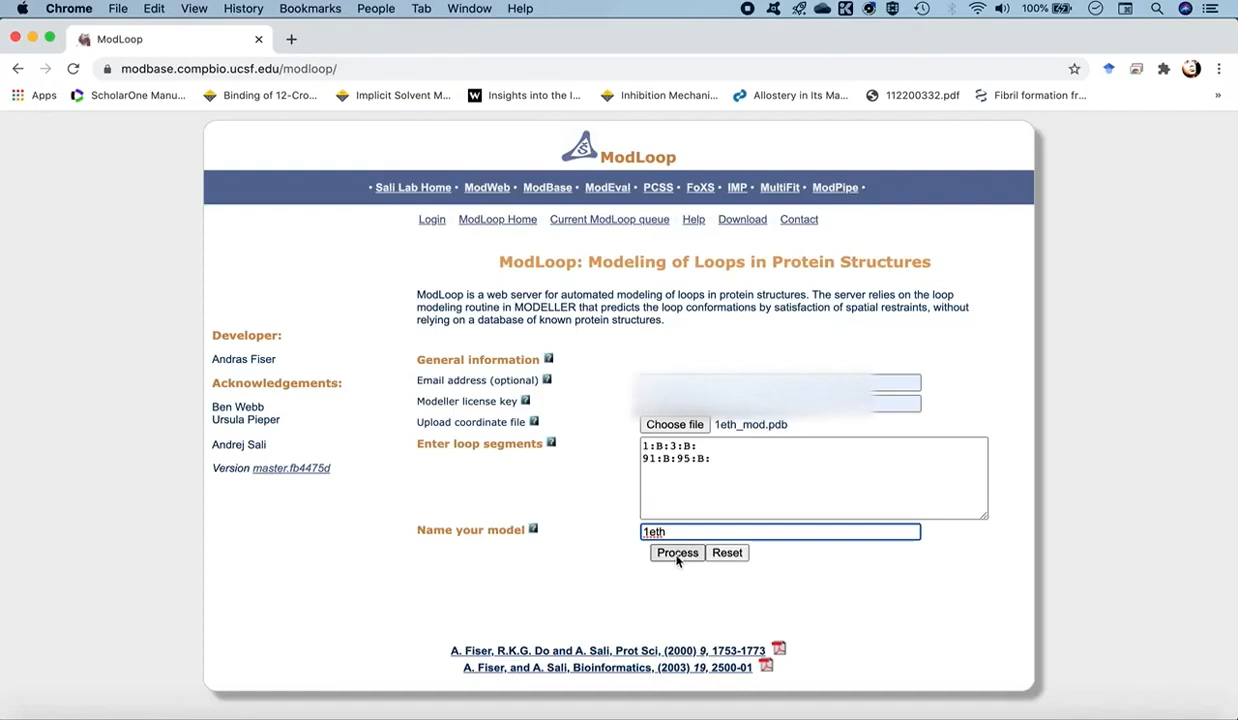 Chrome File Edit View History Bookmarks People Tab Window Help 100%
ModLoop
modbase.compbio.ucsf.edu/modloop/
Apps ScholarOne Manu... Binding of 12-Cro... Implicit Solvent M... Insights into the I... Inhibition Mechani... Allostery in Its Ma... 112200332.pdf Fibril formation fr... »
ModLoop
• Sali Lab Home • ModWeb • ModBase • ModEval • PCSS • FoXS • IMP • MultiFit • ModPipe •
Login ModLoop Home Current ModLoop queue Help Download Contact
ModLoop: Modeling of Loops in Protein Structures
ModLoop is a web server for automated modeling of loops in protein structures. The server relies on the loop
modeling routine in MODELLER that predicts the loop conformations by satisfaction of spatial restraints, without
relying on a database of known protein structures.
Developer:
Andras Fiser
Acknowledgements:
Ben Webb
Ursula Pieper
Andrej Sali
Version master.fb4475d
General information ?
Email address (optional) ?
Modeller license key ?
Upload coordinate file ? Choose file 1eth_mod.pdb
Enter loop segments ?
1:B:3:B:
91:B:95:B:
Name your model ? 1eth
Process Reset
A. Fiser, R.K.G. Do and A. Sali, Prot Sci, (2000) 9, 1753-1773
A. Fiser, and A. Sali, Bioinformatics, (2003) 19, 2500-01